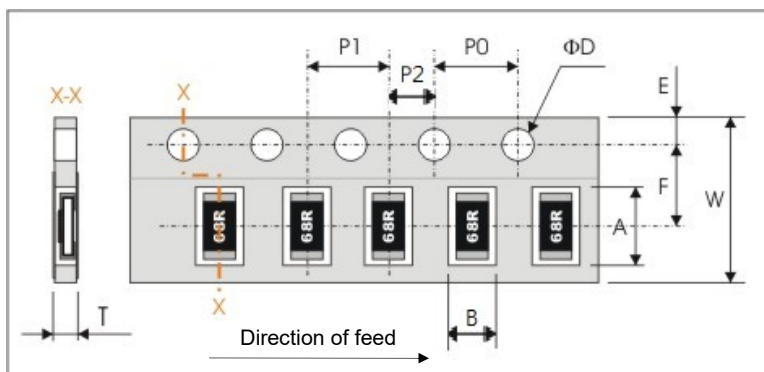 P1
P0
ΦD
P2
E
X-X
X
F
W
68R
68R
68R
68R
68R
A
X
T
B
Direction of feed